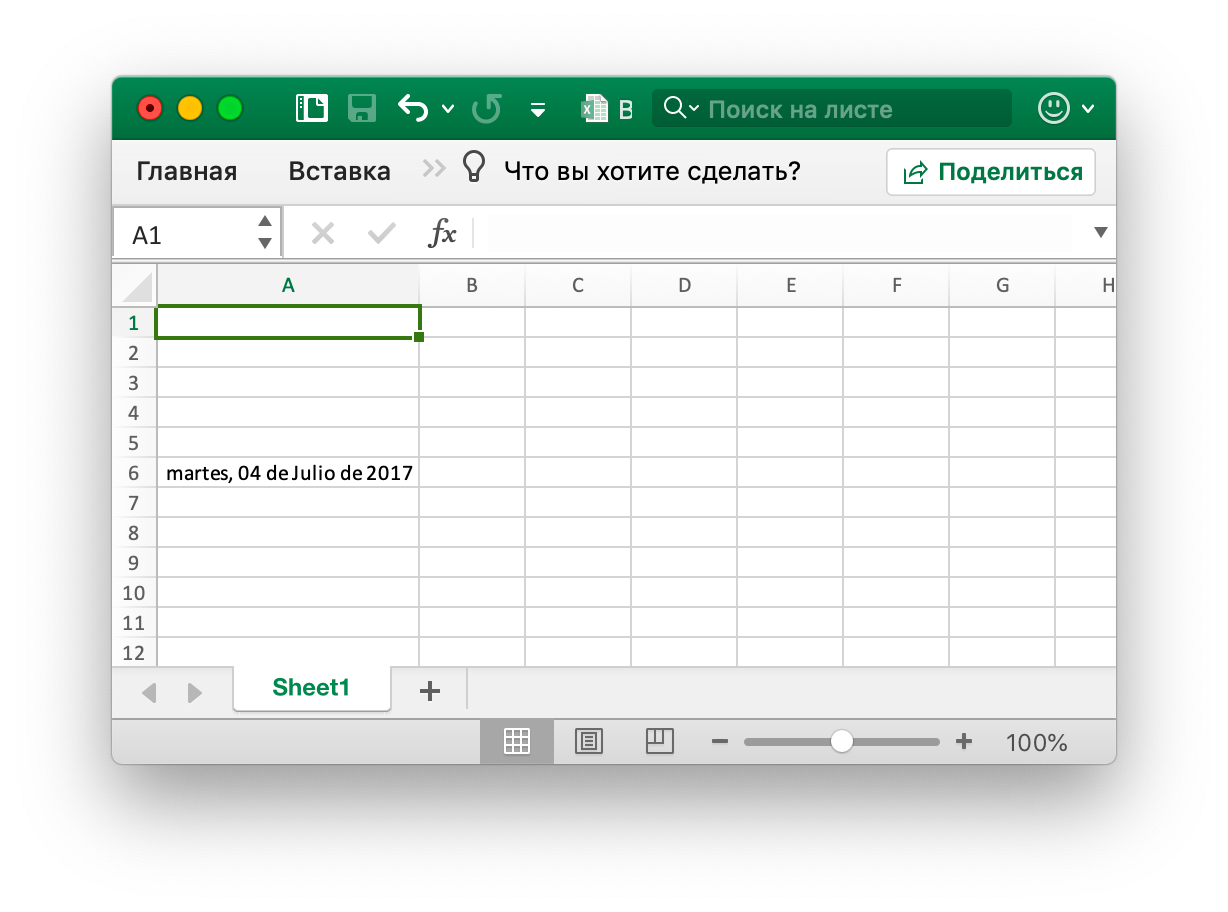 B Поиск на листе
Главная Вставка Что вы хотите сделать? Поделиться
A1 fx
A B C D E F G H
1
2
3
4
5
6 martes, 04 de Julio de 2017
7
8
9
10
11
12
Sheet1
100%